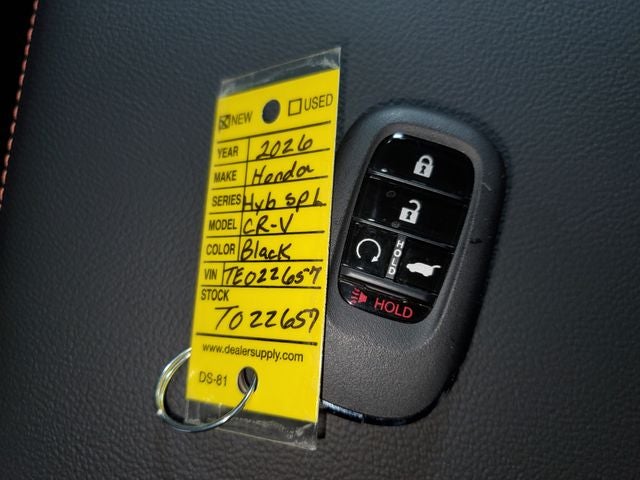 ☒ NEW ☐ USED
YEAR 2026
MAKE Honda
SERIES Hyb SpL
MODEL CR-V
COLOR Black
VIN TE022657
STOCK
TO22657
www.dealersupply.com
DS-81
HOLD
HOLD